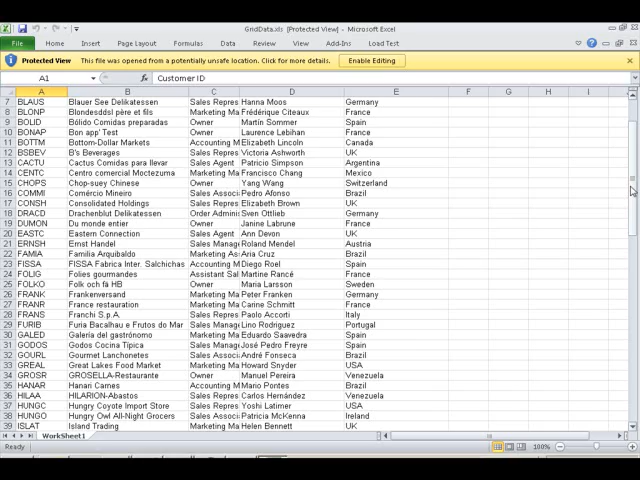 GridData.xls [Protected View] - Microsoft Excel
File Home Insert Page Layout Formulas Data Review View Add-Ins Load Test
Protected View This file was opened from a potentially unsafe location. Click for more details. Enable Editing
A1 fx Customer ID
A B C D E F G H I
7 BLAUS Blauer See Delikatessen Sales Repres Hanna Moos Germany
8 BLONP Blondesddsl père et fils Marketing Ma Frédérique Citeaux France
9 BOLID Bólido Comidas preparadas Owner Martín Sommer Spain
10 BONAP Bon app' Test Owner Laurence Lebihan France
11 BOTTM Bottom-Dollar Markets Accounting M Elizabeth Lincoln Canada
12 BSBEV B's Beverages Sales Repres Victoria Ashworth UK
13 CACTU Cactus Comidas para llevar Sales Agent Patricio Simpson Argentina
14 CENTC Centro comercial Moctezuma Marketing Ma Francisco Chang Mexico
15 CHOPS Chop-suey Chinese Owner Yang Wang Switzerland
16 COMMI Comércio Mineiro Sales Associ Pedro Afonso Brazil
17 CONSH Consolidated Holdings Sales Repres Elizabeth Brown UK
18 DRACD Drachenblut Delikatessen Order Adminis Sven Ottlieb Germany
19 DUMON Du monde entier Owner Janine Labrune France
20 EASTC Eastern Connection Sales Agent Ann Devon UK
21 ERNSH Ernst Handel Sales Manage Roland Mendel Austria
22 FAMIA Familia Arquibaldo Marketing As Aria Cruz Brazil
23 FISSA FISSA Fabrica Inter. Salchichas Accounting M Diego Roel Spain
24 FOLIG Folies gourmandes Assistant Sal Martine Rancé France
25 FOLKO Folk och fä HB Owner Maria Larsson Sweden
26 FRANK Frankenversand Marketing Ma Peter Franken Germany
27 FRANR France restauration Marketing Ma Carine Schmitt France
28 FRANS Franchi S.p.A. Sales Repres Paolo Accorti Italy
29 FURIB Furia Bacalhau e Frutos do Mar Sales Manage Lino Rodriguez Portugal
30 GALED Galería del gastrónomo Marketing Ma Eduardo Saavedra Spain
31 GODOS Godos Cocina Típica Sales Manage José Pedro Freyre Spain
32 GOURL Gourmet Lanchonetes Sales Associ André Fonseca Brazil
33 GREAL Great Lakes Food Market Marketing Ma Howard Snyder USA
34 GROSR GROSELLA-Restaurante Owner Manuel Pereira Venezuela
35 HANAR Hanari Carnes Accounting M Mario Pontes Brazil
36 HILAA HILARION-Abastos Sales Repres Carlos Hernández Venezuela
37 HUNGC Hungry Coyote Import Store Sales Repres Yoshi Latimer USA
38 HUNGO Hungry Owl All-Night Grocers Sales Associ Patricia McKenna Ireland
39 ISLAT Island Trading Marketing Ma Helen Bennett UK
WorkSheet1
Ready 100%